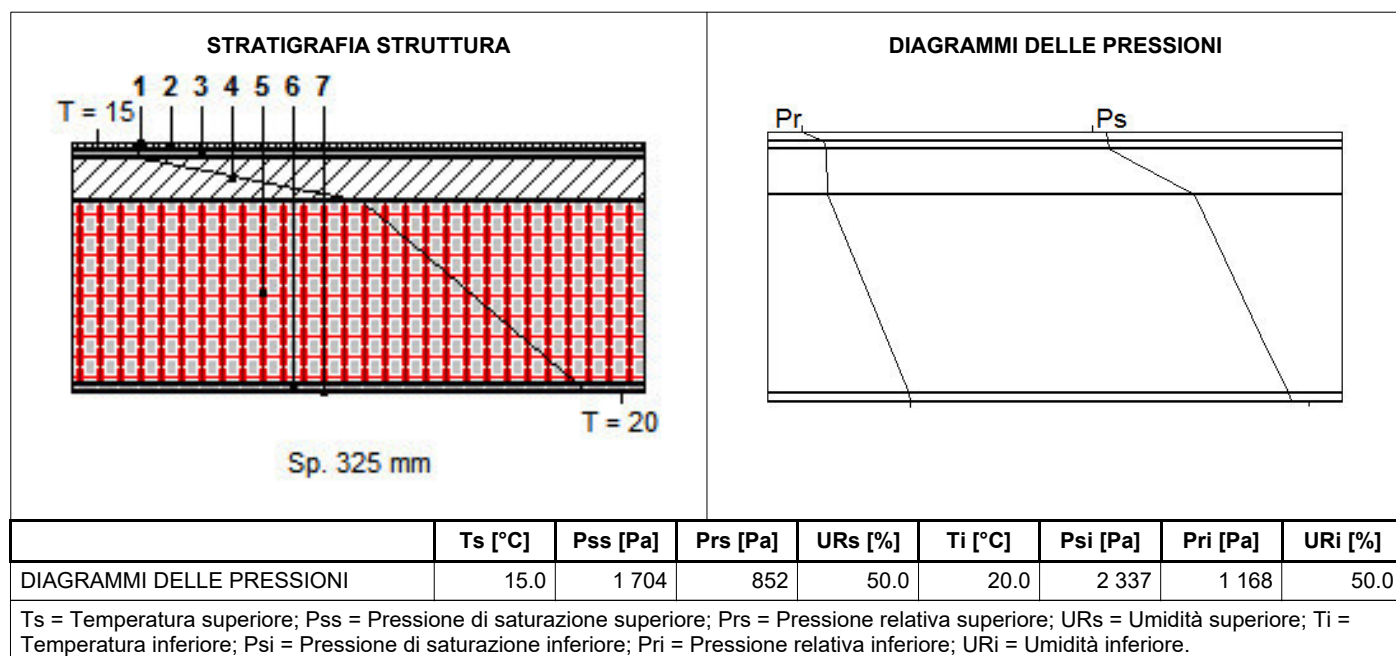 STRATIGRAFIA STRUTTURA
1 2 3 4 5 6 7
T = 15
T = 20
Sp. 325 mm
DIAGRAMMI DELLE PRESSIONI
Pr Ps
Ts [°C] Pss [Pa] Prs [Pa] URs [%] Ti [°C] Psi [Pa] Pri [Pa] URi [%]
DIAGRAMMI DELLE PRESSIONI 15.0 1 704 852 50.0 20.0 2 337 1 168 50.0
Ts = Temperatura superiore; Pss = Pressione di saturazione superiore; Prs = Pressione relativa superiore; URs = Umidità superiore; Ti =
Temperatura inferiore; Psi = Pressione di saturazione inferiore; Pri = Pressione relativa inferiore; URi = Umidità inferiore.